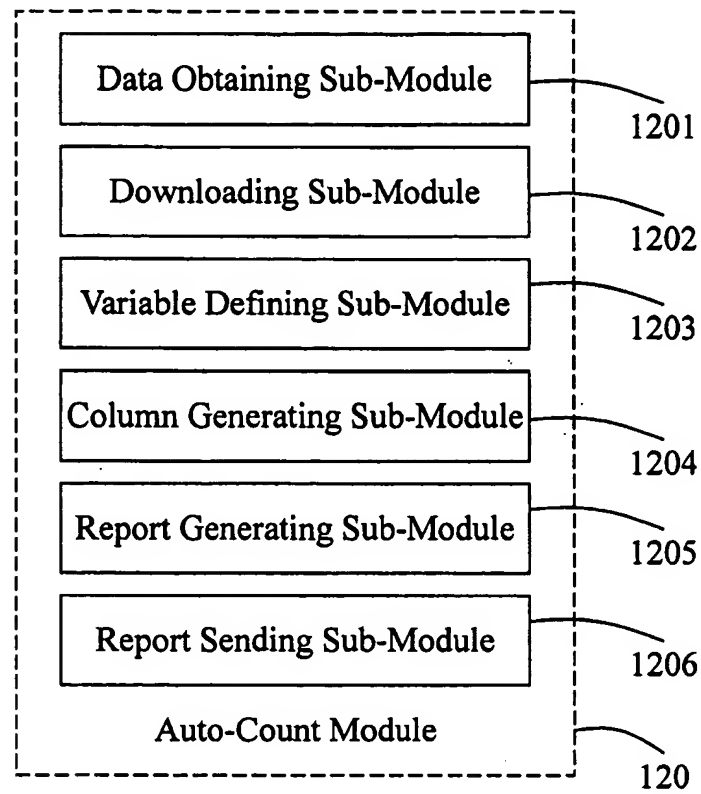 Data Obtaining Sub-Module
1201
Downloading Sub-Module
1202
Variable Defining Sub-Module
1203
Column Generating Sub-Module
1204
Report Generating Sub-Module
1205
Report Sending Sub-Module
1206
Auto-Count Module
120